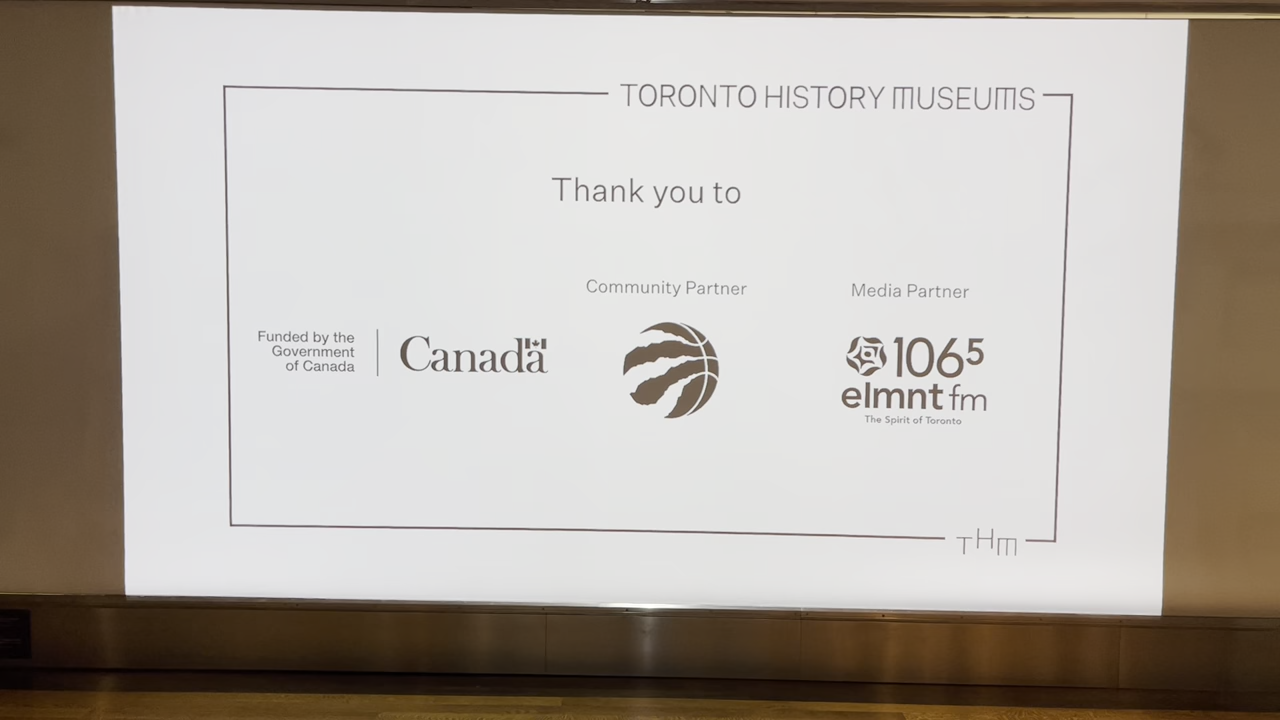 TORONTO HISTORY MUSEUMS
Thank you to
Community Partner
Media Partner
Funded by the
Government
of Canada
Canada
1065
elmnt fm
The Spirit of Toronto
THM